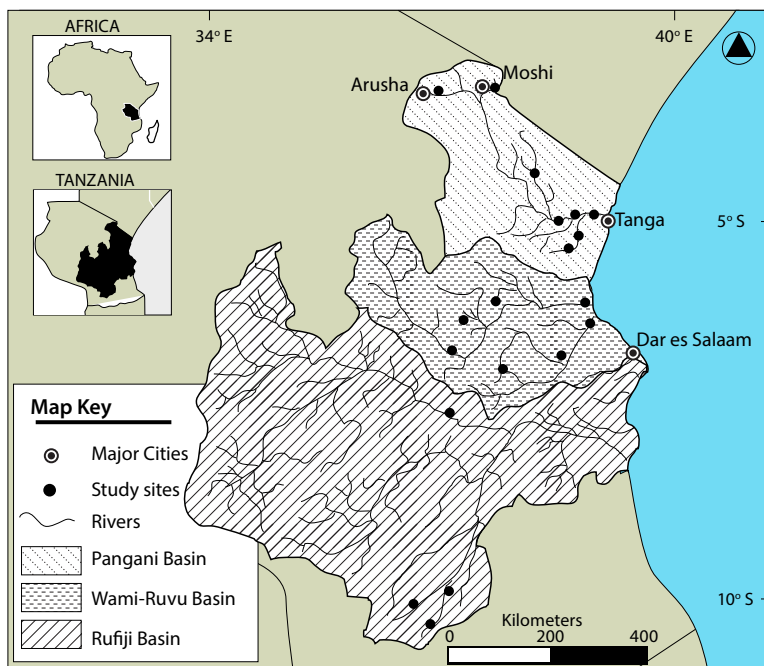 AFRICA
34° E
40° E
Moshi
Arusha
TANZANIA
Tanga
5° S
Dar es Salaam
Map Key
Major Cities
Study sites
Rivers
Pangani Basin
Wami-Ruvu Basin
Rufiji Basin
10° S
Kilometers
0 200 400